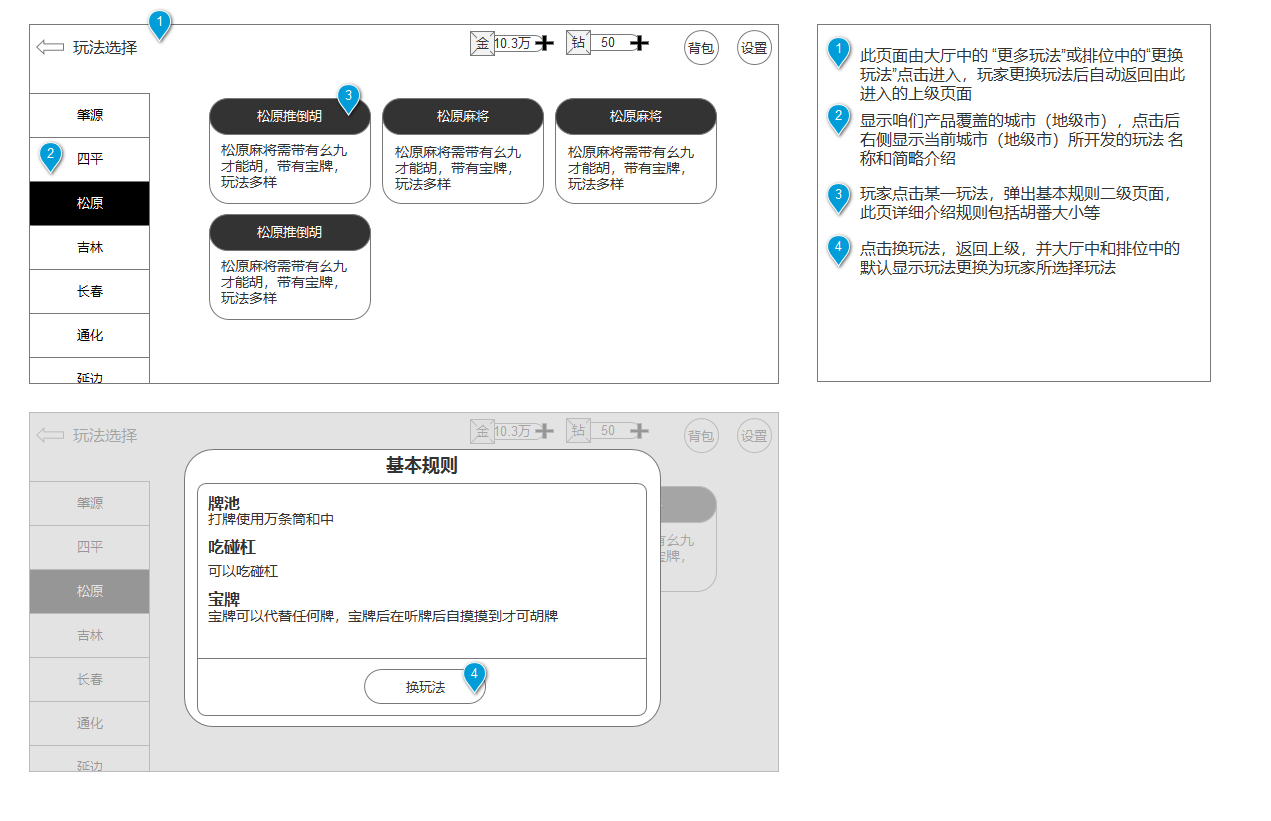 玩法选择
1
金 10.3万
钻 50
背包
设置
肇源
四平
2
松原
吉林
长春
通化
延边
松原推倒胡
3
松原麻将需带有幺九
才能胡，带有宝牌，
玩法多样
松原麻将
松原麻将需带有幺九
才能胡，带有宝牌，
玩法多样
松原麻将
松原麻将需带有幺九
才能胡，带有宝牌，
玩法多样
松原推倒胡
松原麻将需带有幺九
才能胡，带有宝牌，
玩法多样
1
此页面由大厅中的 “更多玩法”或排位中的“更换
玩法”点击进入，玩家更换玩法后自动返回由此
进入的上级页面
2
显示咱们产品覆盖的城市（地级市），点击后
右侧显示当前城市（地级市）所开发的玩法 名
称和简略介绍
3
玩家点击某一玩法，弹出基本规则二级页面，
此页详细介绍规则包括胡番大小等
4
点击换玩法，返回上级，并大厅中和排位中的
默认显示玩法更换为玩家所选择玩法
玩法选择
金 10.3万
钻 50
背包
设置
肇源
四平
松原
吉林
长春
通化
延边
有幺九
宝牌，
基本规则
牌池
打牌使用万条筒和中
吃碰杠
可以吃碰杠
宝牌
宝牌可以代替任何牌，宝牌后在听牌后自摸摸到才可胡牌
换玩法
4